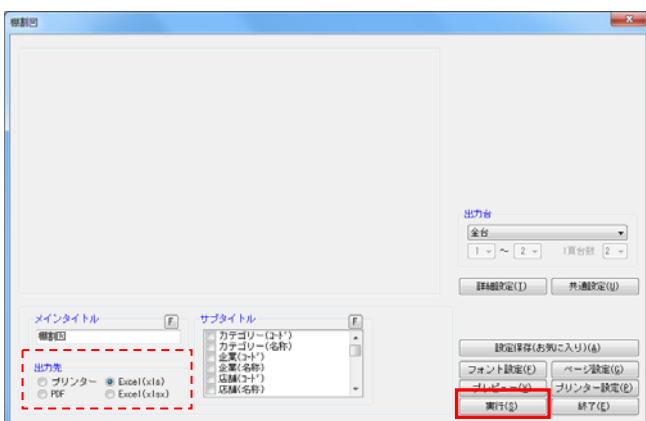 棚割図
出力台
全台
1 ～ 2 1頁台数 2
詳細設定(I) 共通設定(U)
メインタイトル F
棚割図
サブタイトル F
カテゴリー(コード)
カテゴリー(名称)
企業(コード)
企業(名称)
店舗(コード)
店舗(名称)
出力先
プリンター Excel(xls)
PDF Excel(xlsx)
設定保存(お気に入り)(A)
フォント設定(F) ページ設定(G)
プレビュー(V) プリンター設定(P)
実行(S) 終了(E)